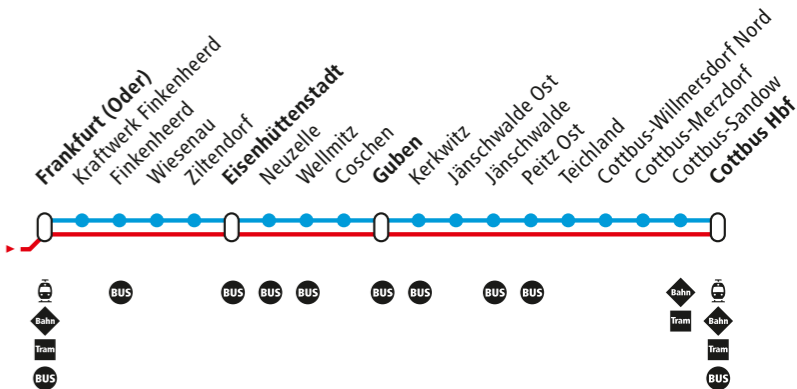 Frankfurt (Oder)
Kraftwerk Finkenheerd
Finkenheerd
Wiesenau
Ziltendorf
Eisenhüttenstadt
Neuzelle
Wellmitz
Coschen
Guben
Kerkwitz
Jänschwalde Ost
Jänschwalde
Peitz Ost
Teichland
Cottbus-Willmersdorf Nord
Cottbus-Merzdorf
Cottbus-Sandow
Cottbus Hbf
BUS BUS BUS BUS BUS BUS BUS BUS Bahn
Bahn Tram Bahn
Tram Tram
BUS BUS